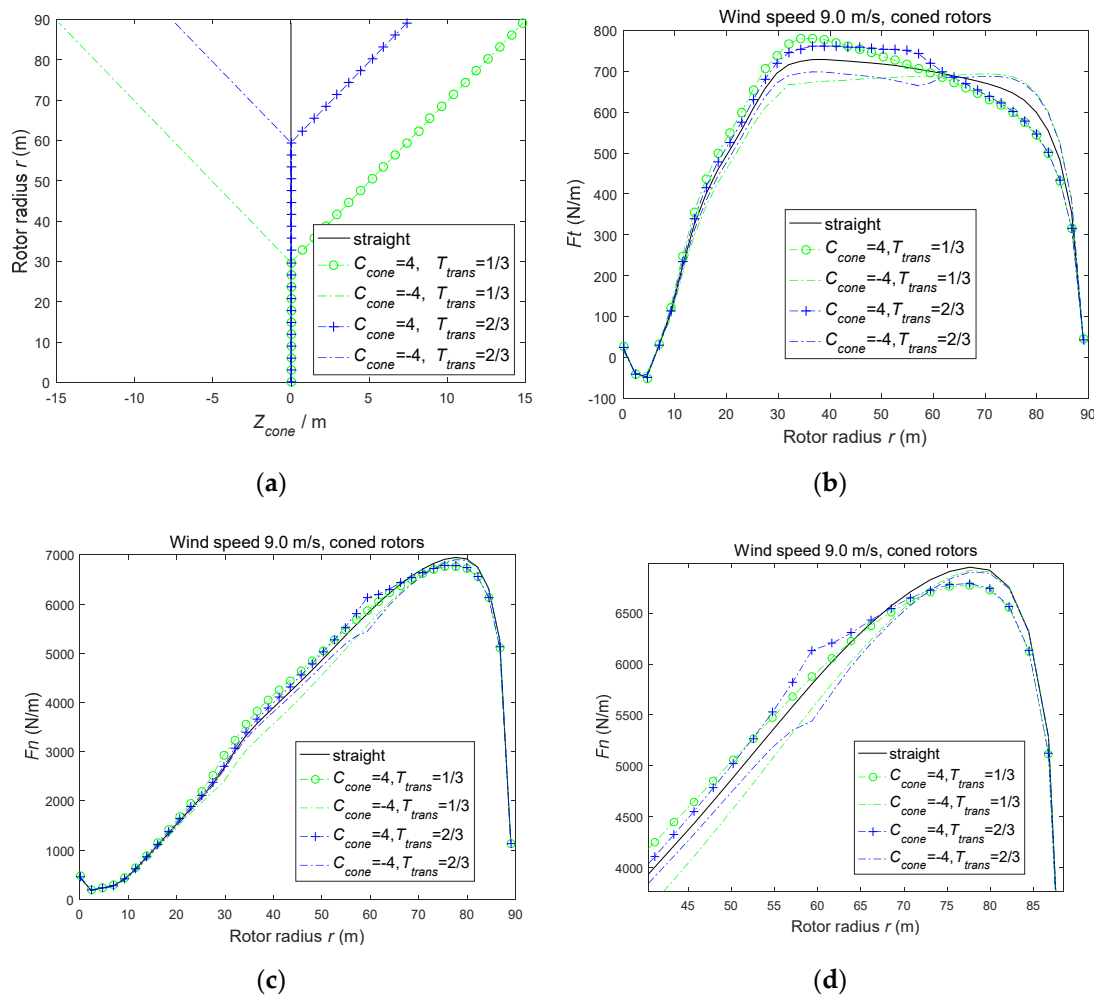 90
80
70
60
50
40
30
20
10
0
Rotor radius r (m)
-15
-10
-5
0
5
10
15
Z_cone / m
straight
C_cone=4, T_trans=1/3
C_cone=-4, T_trans=1/3
C_cone=4, T_trans=2/3
C_cone=-4, T_trans=2/3
(a)
Wind speed 9.0 m/s, coned rotors
800
700
600
500
400
300
200
100
0
-100
Ft (N/m)
0
10
20
30
40
50
60
70
80
90
Rotor radius r (m)
straight
C_cone=4,T_trans=1/3
C_cone=-4,T_trans=1/3
C_cone=4,T_trans=2/3
C_cone=-4,T_trans=2/3
(b)
Wind speed 9.0 m/s, coned rotors
7000
6000
5000
4000
3000
2000
1000
0
Fn (N/m)
0
10
20
30
40
50
60
70
80
90
Rotor radius r (m)
straight
C_cone=4,T_trans=1/3
C_cone=-4,T_trans=1/3
C_cone=4,T_trans=2/3
C_cone=-4,T_trans=2/3
(c)
Wind speed 9.0 m/s, coned rotors
6500
6000
5500
5000
4500
4000
Fn (N/m)
45
50
55
60
65
70
75
80
85
Rotor radius r (m)
straight
C_cone=4,T_trans=1/3
C_cone=-4,T_trans=1/3
C_cone=4,T_trans=2/3
C_cone=-4,T_trans=2/3
(d)